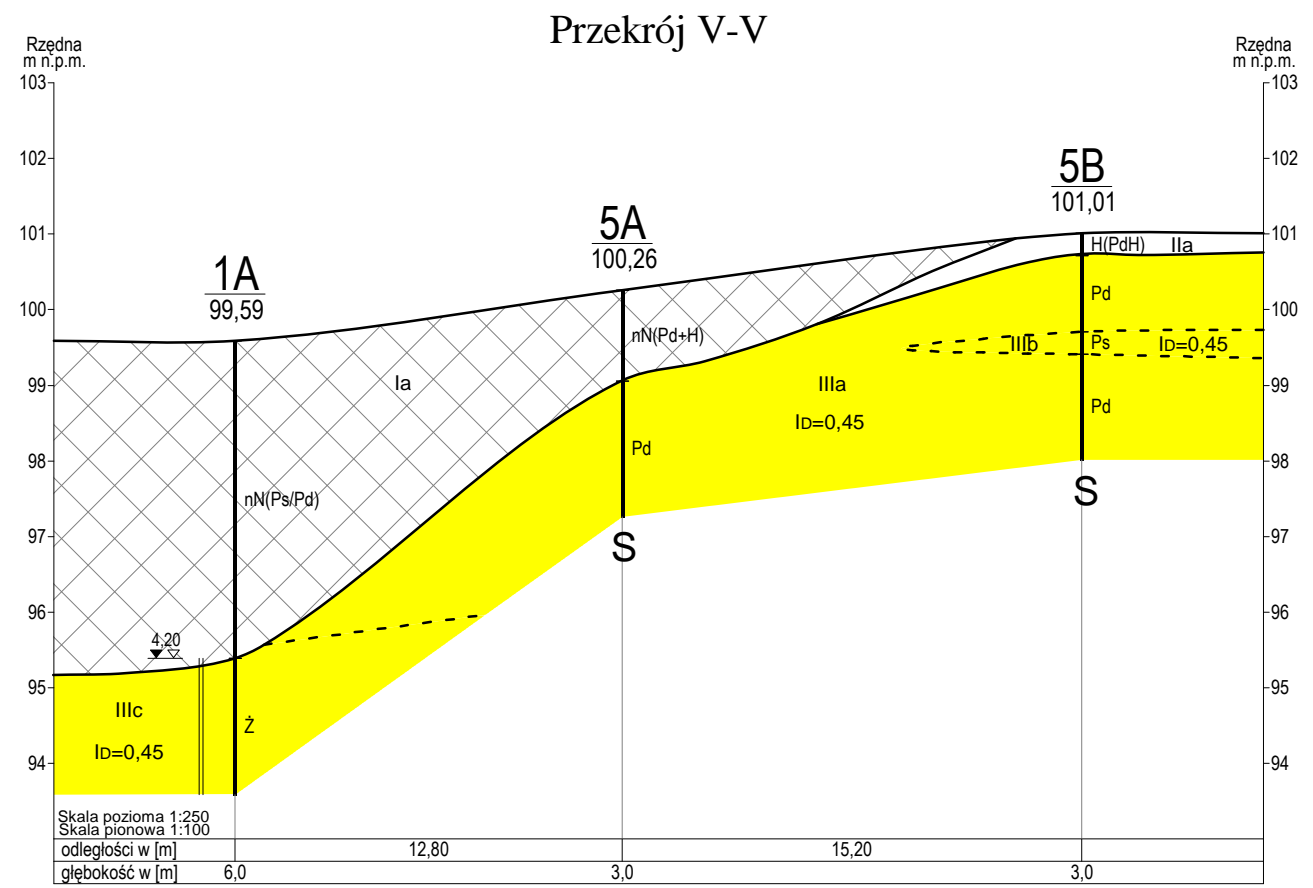 Przekrój V-V
Rzędna
m n.p.m.
Rzędna
m n.p.m.
103
103
102
102
5B
101,01
5A
100,26
101
101
H(PdH) IIa
1A
99,59
Pd
100
100
nN(Pd+H)
IIIb Ps ID=0,45
99
99
Ia
IIIa
Pd
ID=0,45
Pd
98
98
S
nN(Ps/Pd)
97
97
S
96
96
4,20
95
95
IIIc
Ż
ID=0,45
94
94
Skala pozioma 1:250
Skala pionowa 1:100
odległości w [m] 12,80 15,20
głębokość w [m] 6,0 3,0 3,0